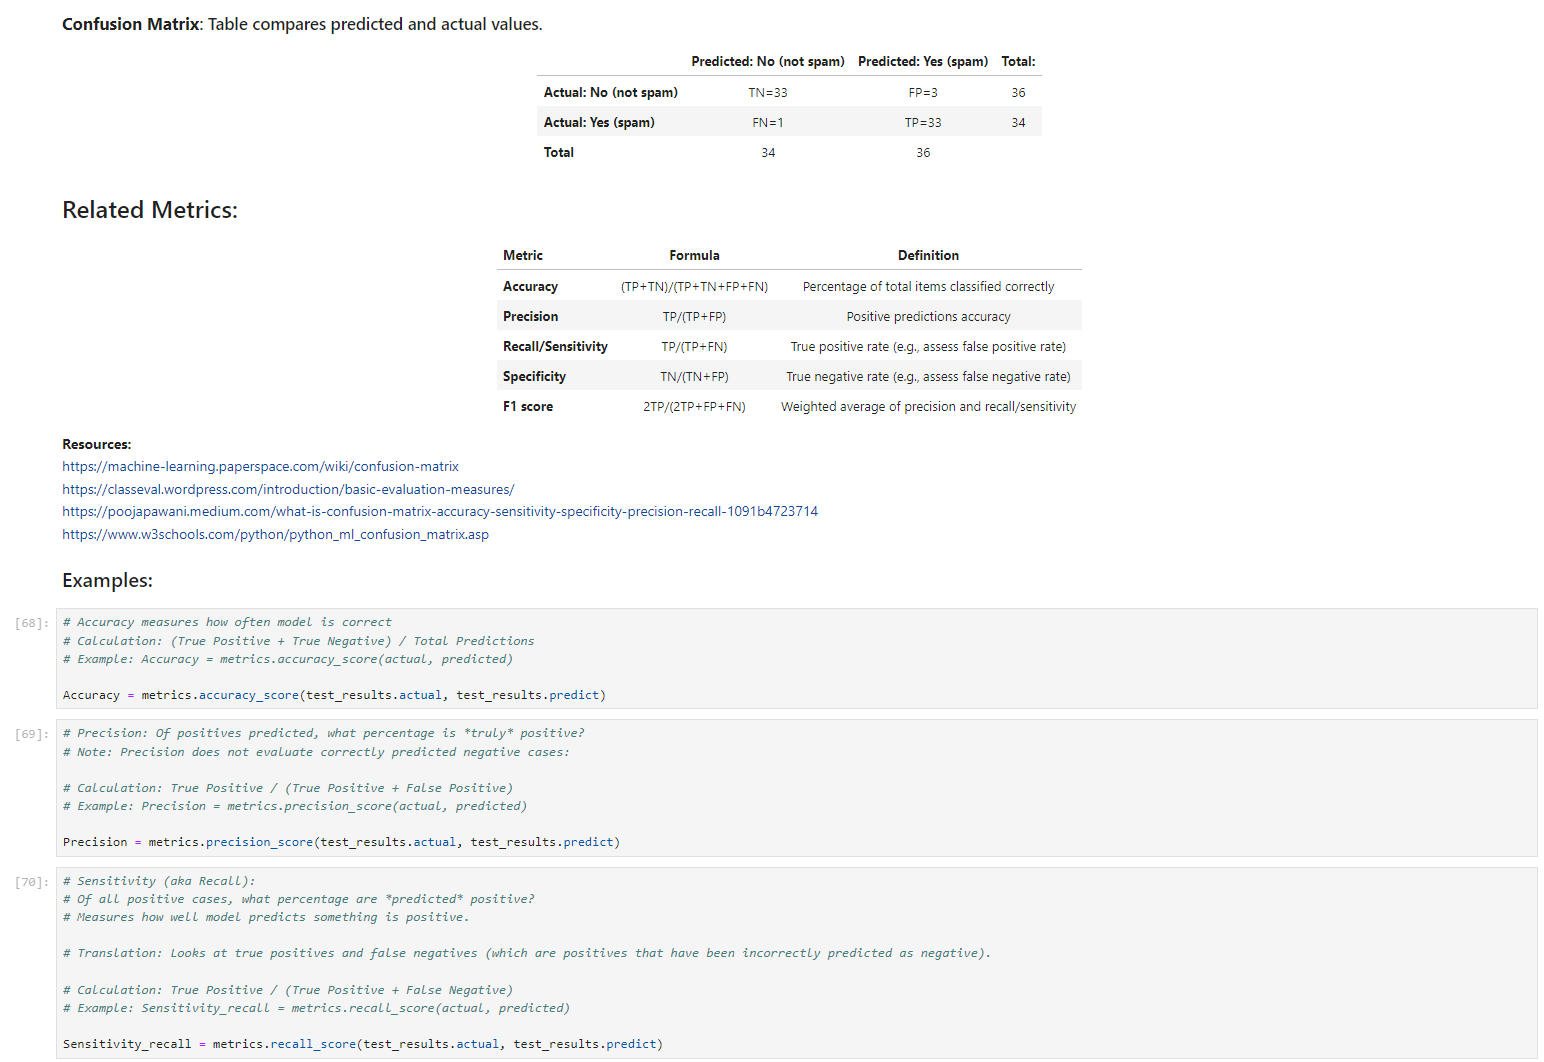 Confusion Matrix: Table compares predicted and actual values.
Predicted: No (not spam) Predicted: Yes (spam) Total:
Actual: No (not spam) TN=33 FP=3 36
Actual: Yes (spam) FN=1 TP=33 34
Total 34 36
Related Metrics:
Metric Formula Definition
Accuracy (TP+TN)/(TP+TN+FP+FN) Percentage of total items classified correctly
Precision TP/(TP+FP) Positive predictions accuracy
Recall/Sensitivity TP/(TP+FN) True positive rate (e.g., assess false positive rate)
Specificity TN/(TN+FP) True negative rate (e.g., assess false negative rate)
F1 score 2TP/(2TP+FP+FN) Weighted average of precision and recall/sensitivity
Resources:
https://machine-learning.paperspace.com/wiki/confusion-matrix
https://classeval.wordpress.com/introduction/basic-evaluation-measures/
https://poojapawani.medium.com/what-is-confusion-matrix-accuracy-sensitivity-specificity-precision-recall-1091b4723714
https://www.w3schools.com/python/python_ml_confusion_matrix.asp
Examples:
[68]: # Accuracy measures how often model is correct
# Calculation: (True Positive + True Negative) / Total Predictions
# Example: Accuracy = metrics.accuracy_score(actual, predicted)
Accuracy = metrics.accuracy_score(test_results.actual, test_results.predict)
[69]: # Precision: Of positives predicted, what percentage is *truly* positive?
# Note: Precision does not evaluate correctly predicted negative cases:
# Calculation: True Positive / (True Positive + False Positive)
# Example: Precision = metrics.precision_score(actual, predicted)
Precision = metrics.precision_score(test_results.actual, test_results.predict)
[70]: # Sensitivity (aka Recall):
# Of all positive cases, what percentage are *predicted* positive?
# Measures how well model predicts something is positive.
# Translation: Looks at true positives and false negatives (which are positives that have been incorrectly predicted as negative).
# Calculation: True Positive / (True Positive + False Negative)
# Example: Sensitivity_recall = metrics.recall_score(actual, predicted)
Sensitivity_recall = metrics.recall_score(test_results.actual, test_results.predict)